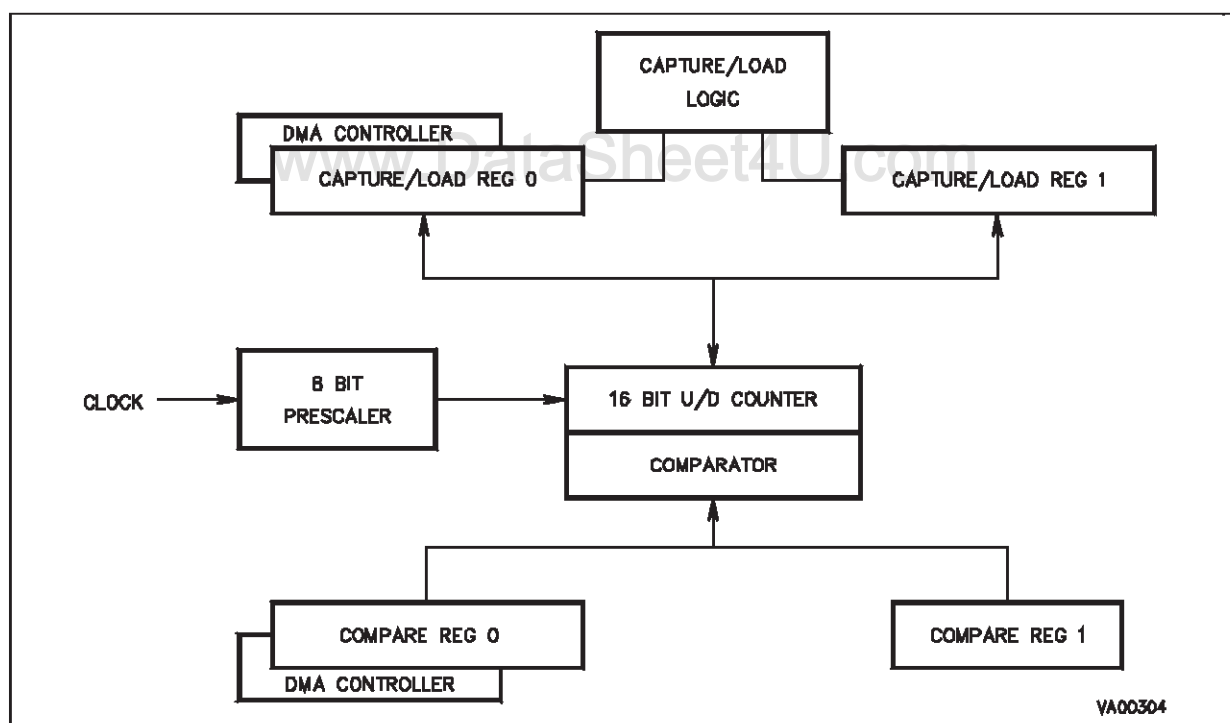 CAPTURE/LOAD
LOGIC
DMA CONTROLLER
www.DataSheet4U.com
CAPTURE/LOAD REG 0
CAPTURE/LOAD REG 1
CLOCK
8 BIT
PRESCALER
16 BIT U/D COUNTER
COMPARATOR
COMPARE REG 0
COMPARE REG 1
DMA CONTROLLER
VA00304